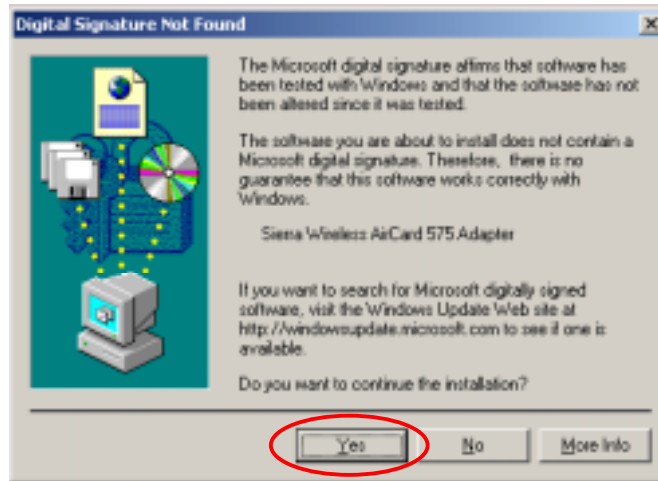 Digital Signature Not Found
The Microsoft digital signature affirms that software has
been tested with Windows and that the software has not
been altered since it was tested.
The software you are about to install does not contain a
Microsoft digital signature. Therefore, there is no
guarantee that this software works correctly with
Windows.
Sierra Wireless AirCard 575 Adapter
If you want to search for Microsoft digitally signed
software, visit the Windows Update Web site at
http://windowsupdate.microsoft.com to see if one is
available.
Do you want to continue the installation?
Yes No More Info